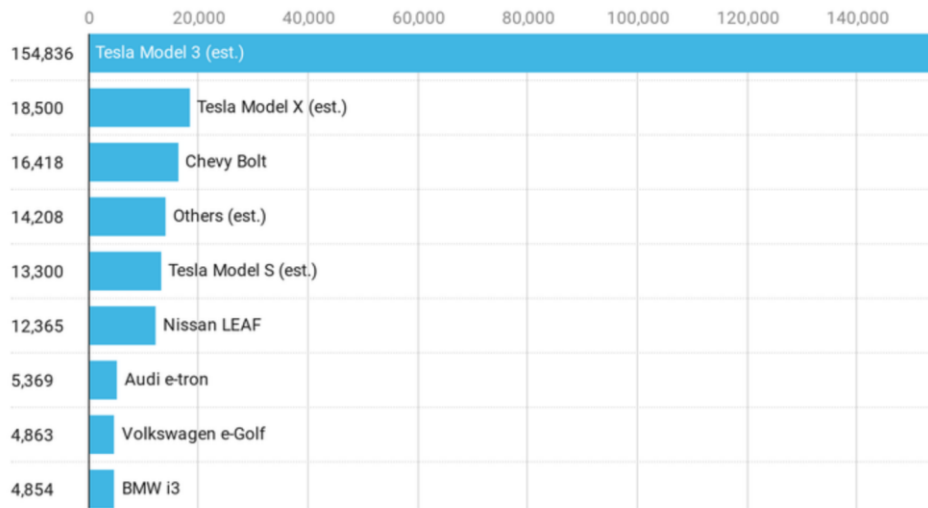 0 20,000 40,000 60,000 80,000 100,000 120,000 140,000
154,836 Tesla Model 3 (est.)
18,500 Tesla Model X (est.)
16,418 Chevy Bolt
14,208 Others (est.)
13,300 Tesla Model S (est.)
12,365 Nissan LEAF
5,369 Audi e-tron
4,863 Volkswagen e-Golf
4,854 BMW i3